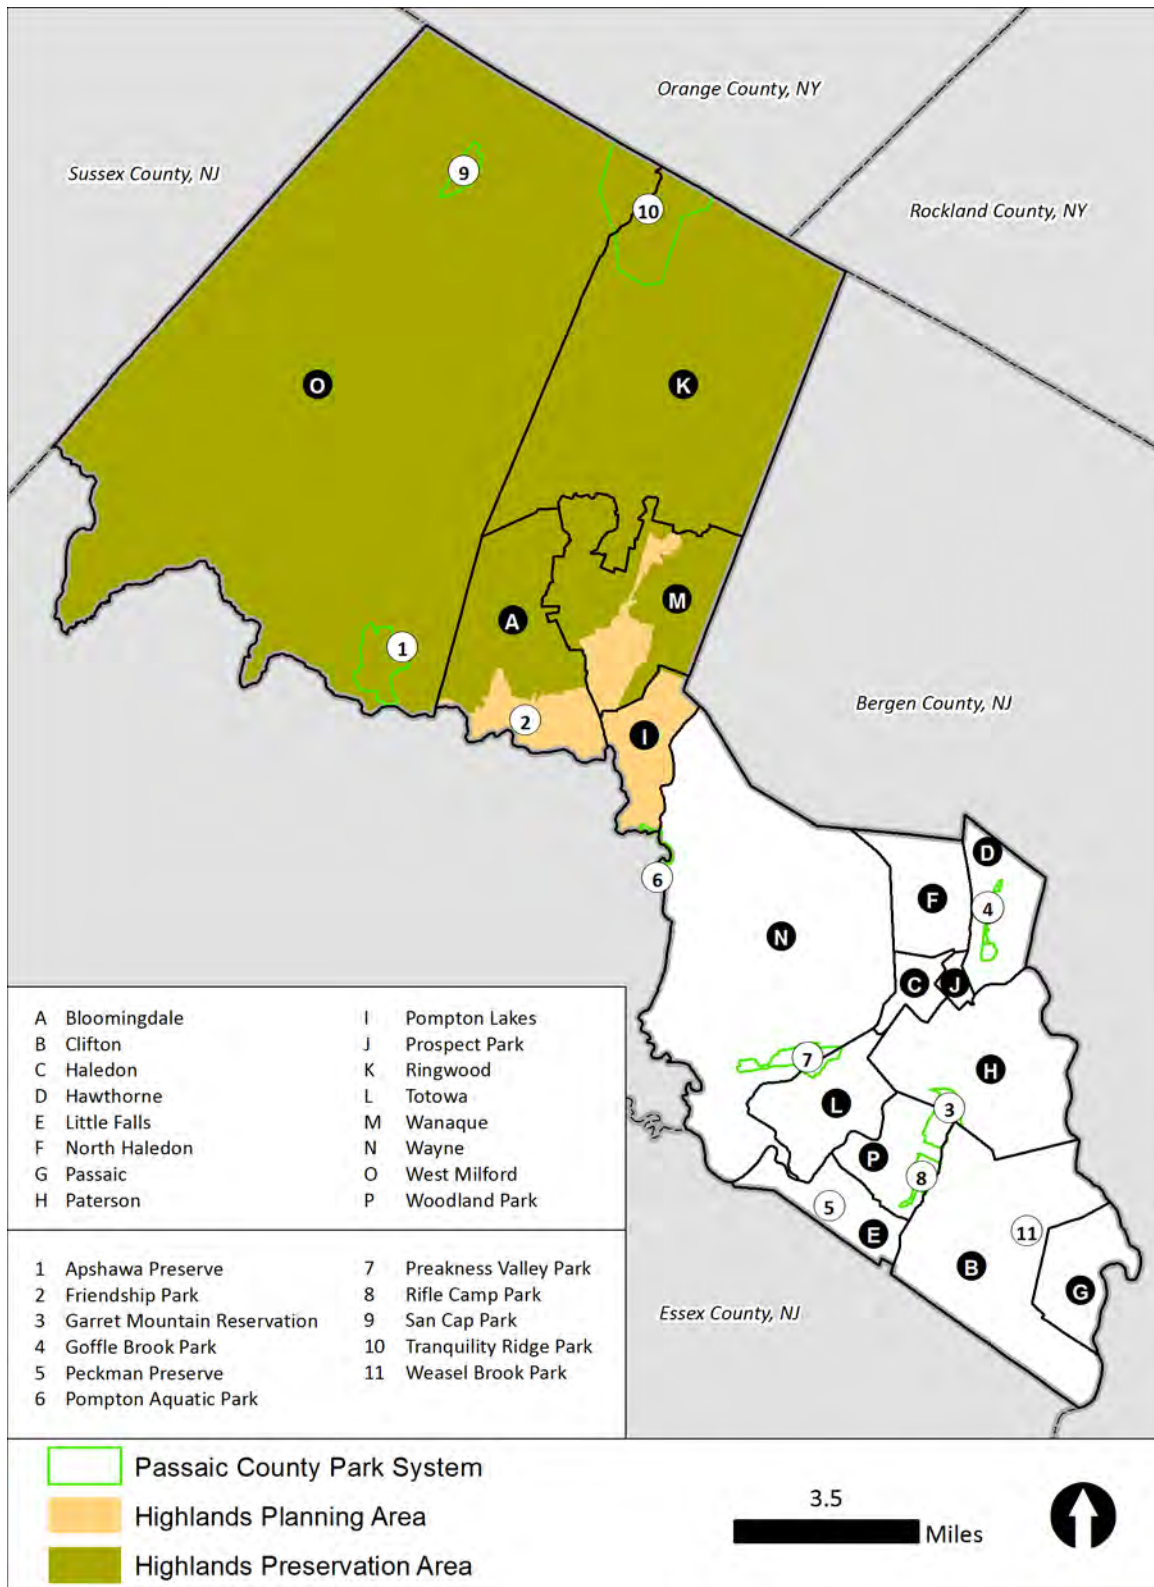 Orange County, NY
Sussex County, NJ
9
10
Rockland County, NY
O
K
M
A
1
Bergen County, NJ
2
I
D
6
F
4
N
C
J
7
H
L
3
P
8
5
11
E
B
G
Essex County, NJ
A Bloomingdale
B Clifton
C Haledon
D Hawthorne
E Little Falls
F North Haledon
G Passaic
H Paterson
I Pompton Lakes
J Prospect Park
K Ringwood
L Totowa
M Wanaque
N Wayne
O West Milford
P Woodland Park
1 Apshawa Preserve
2 Friendship Park
3 Garret Mountain Reservation
4 Goffle Brook Park
5 Peckman Preserve
6 Pompton Aquatic Park
7 Preakness Valley Park
8 Rifle Camp Park
9 San Cap Park
10 Tranquility Ridge Park
11 Weasel Brook Park
Passaic County Park System
Highlands Planning Area
Highlands Preservation Area
3.5
Miles